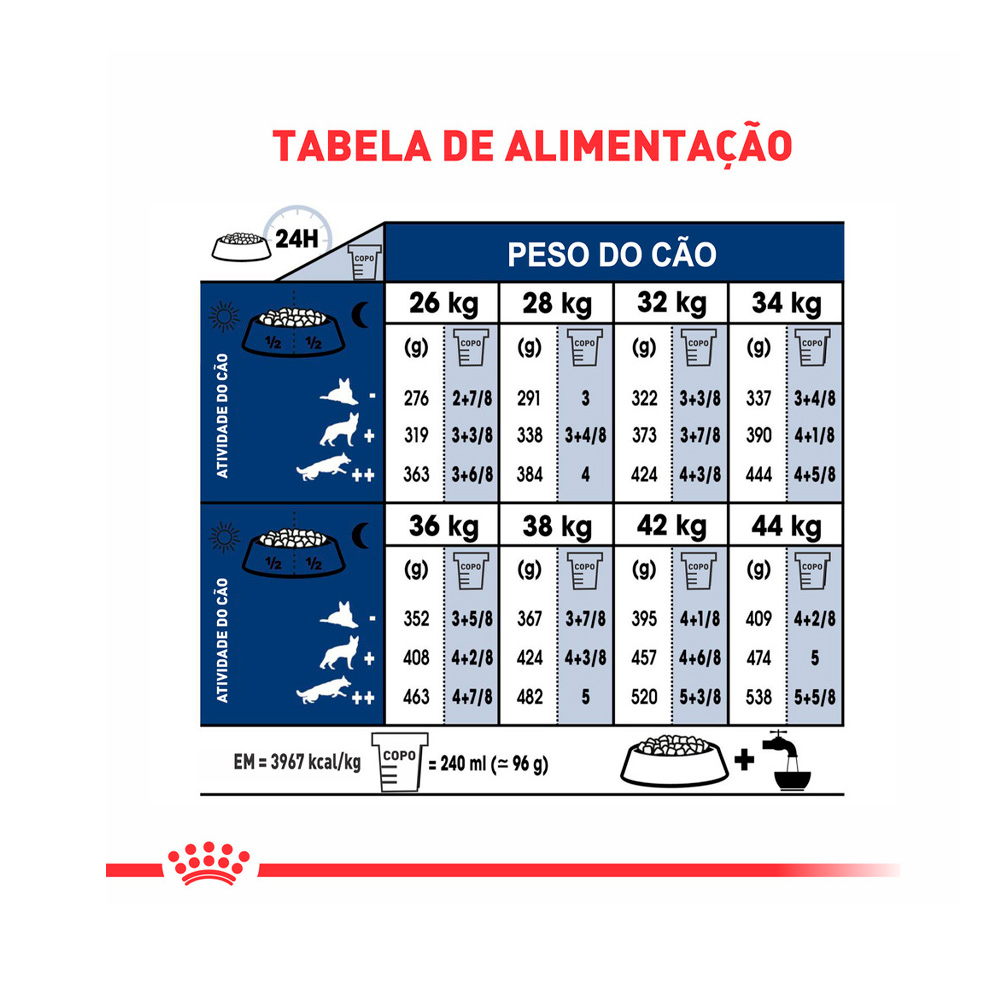 TABELA DE ALIMENTAÇÃO
24H
COPO
PESO DO CÃO
ATIVIDADE DO CÃO
½ ½
26 kg 28 kg 32 kg 34 kg
(g) COPO (g) COPO (g) COPO (g) COPO
- 276 2+7/8 291 3 322 3+3/8 337 3+4/8
+ 319 3+3/8 338 3+4/8 373 3+7/8 390 4+1/8
++ 363 3+6/8 384 4 424 4+3/8 444 4+5/8
ATIVIDADE DO CÃO
½ ½
36 kg 38 kg 42 kg 44 kg
(g) COPO (g) COPO (g) COPO (g) COPO
- 352 3+5/8 367 3+7/8 395 4+1/8 409 4+2/8
+ 408 4+2/8 424 4+3/8 457 4+6/8 474 5
++ 463 4+7/8 482 5 520 5+3/8 538 5+5/8
EM = 3967 kcal/kg COPO = 240 ml (≃ 96 g) +